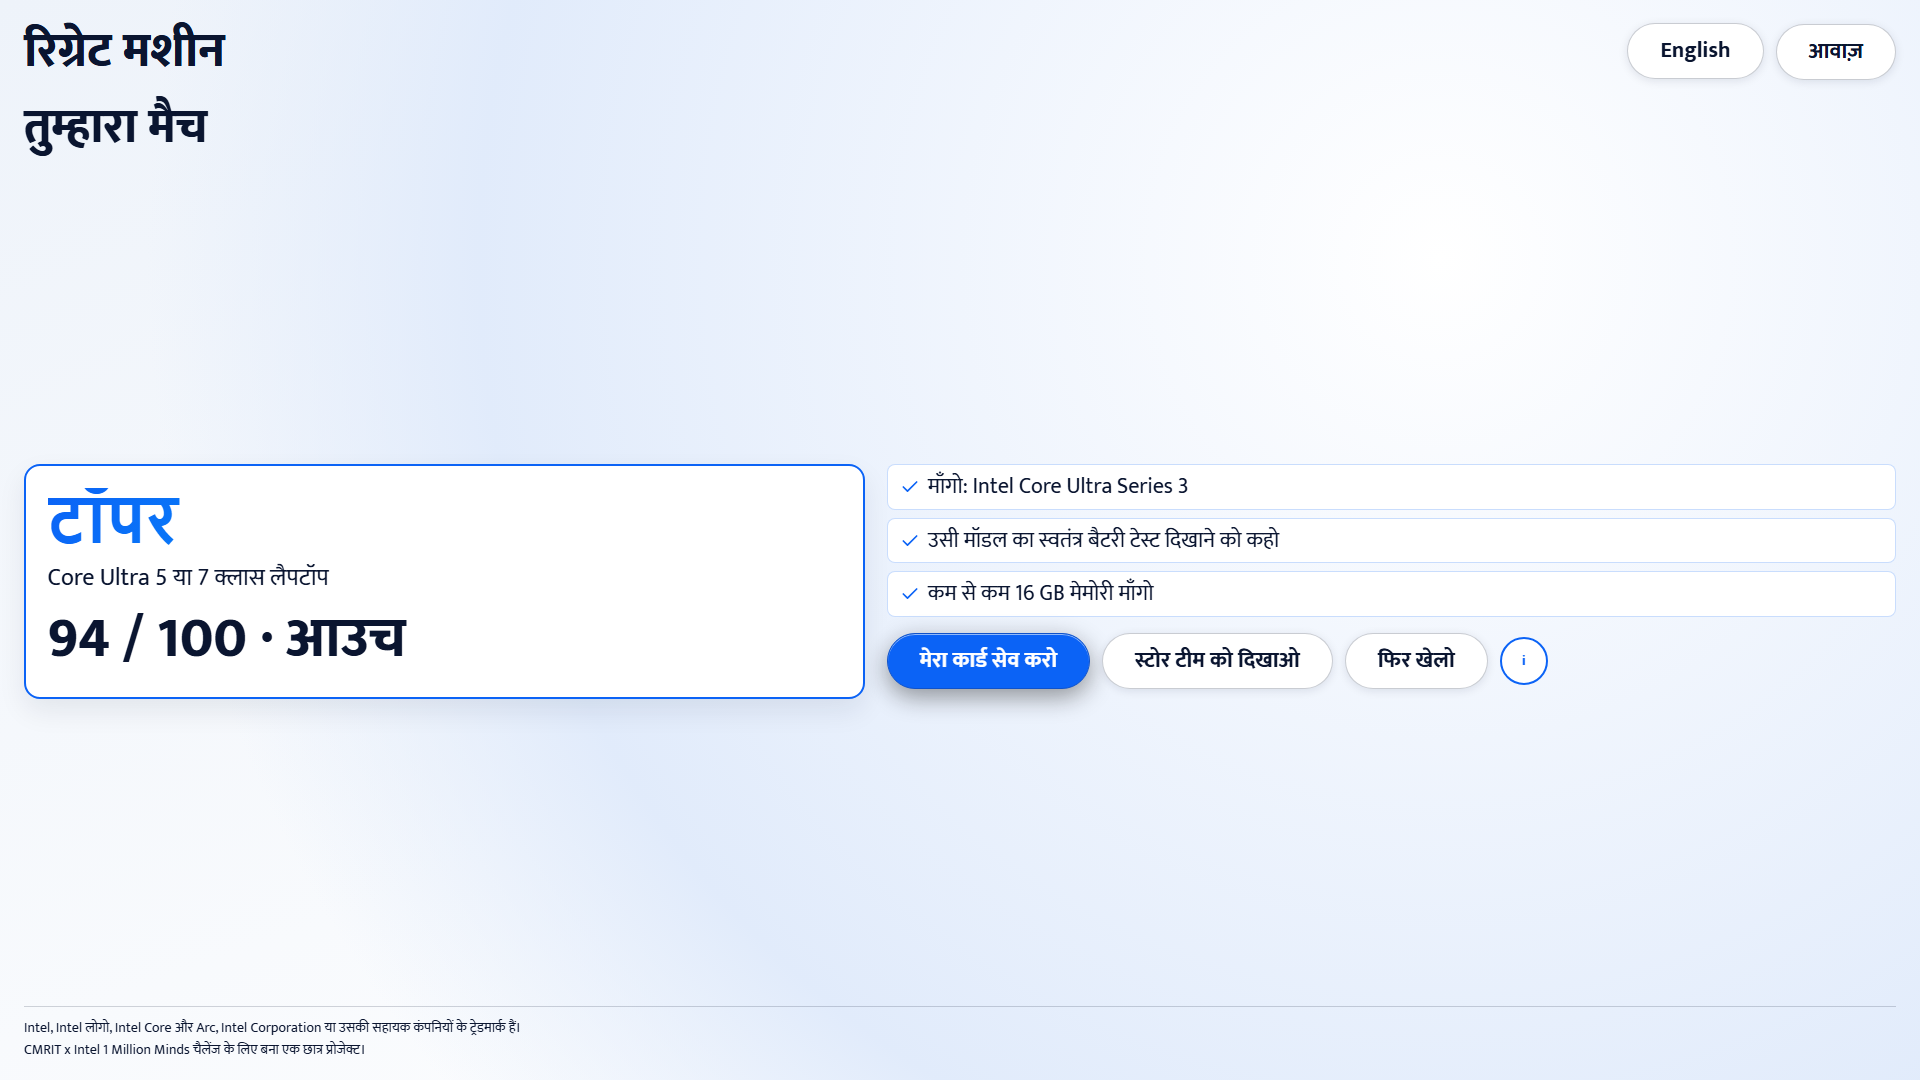 रिग्रेट मशीन
English
आवाज़
तुम्हारा मैच
टॉपर
Core Ultra 5 या 7 क्लास लैपटॉप
94 / 100 · आउच
माँगो: Intel Core Ultra Series 3
उसी मॉडल का स्वतंत्र बैटरी टेस्ट दिखाने को कहो
कम से कम 16 GB मेमोरी माँगो
मेरा कार्ड सेव करो
स्टोर टीम को दिखाओ
फिर खेलो
i
Intel, Intel लोगो, Intel Core और Arc, Intel Corporation या उसकी सहायक कंपनियों के ट्रेडमार्क हैं।
CMRIT x Intel 1 Million Minds चैलेंज के लिए बना एक छात्र प्रोजेक्ट।